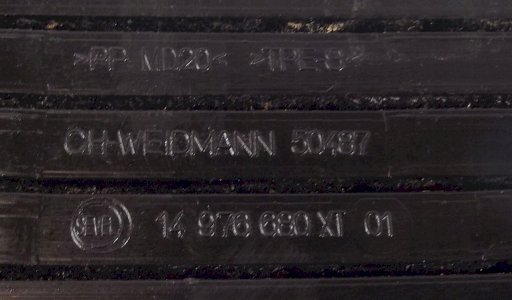 >PP MD20< >TPE-S<
CH-WEIDMANN 50487
14 976 680 XT 01